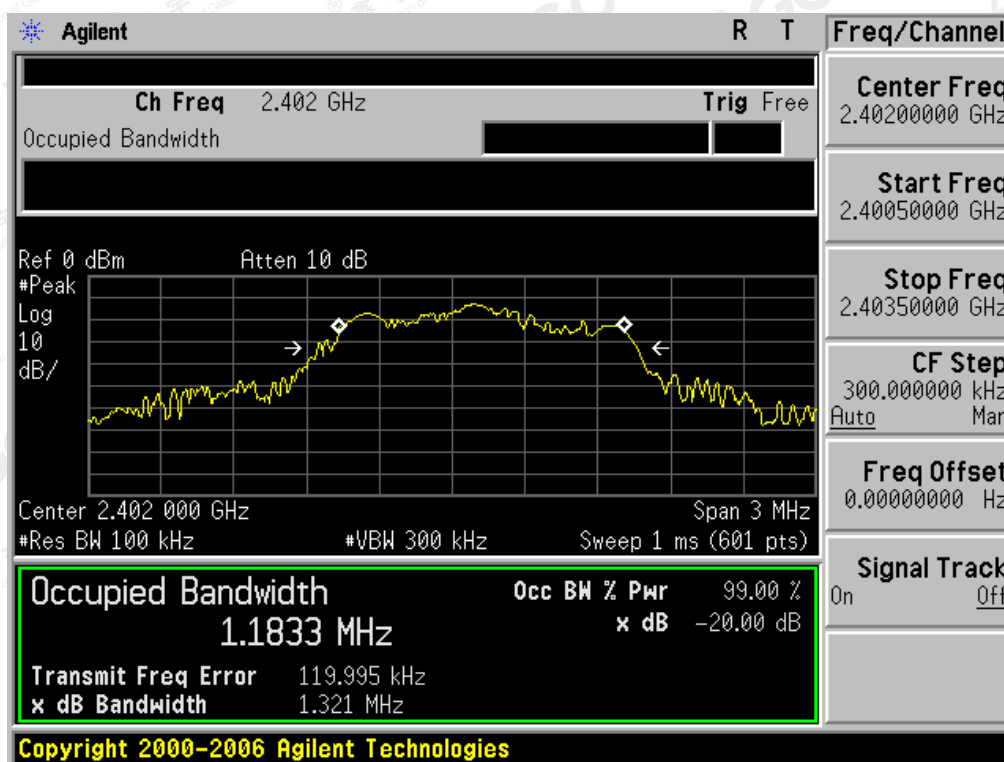 Agilent R T
Freq/Channel
Ch Freq 2.402 GHz Trig Free
Occupied Bandwidth
Center Freq
2.40200000 GHz
Start Freq
2.40050000 GHz
Stop Freq
2.40350000 GHz
CF Step
300.000000 kHz
Auto Man
Freq Offset
0.00000000 Hz
Signal Track
On Off
Ref 0 dBm Atten 10 dB
#Peak
Log
10
dB/
Center 2.402 000 GHz Span 3 MHz
#Res BW 100 kHz #VBW 300 kHz Sweep 1 ms (601 pts)
Occupied Bandwidth
1.1833 MHz
Occ BW % Pwr 99.00 %
x dB -20.00 dB
Transmit Freq Error 119.995 kHz
x dB Bandwidth 1.321 MHz
Copyright 2000-2006 Agilent Technologies